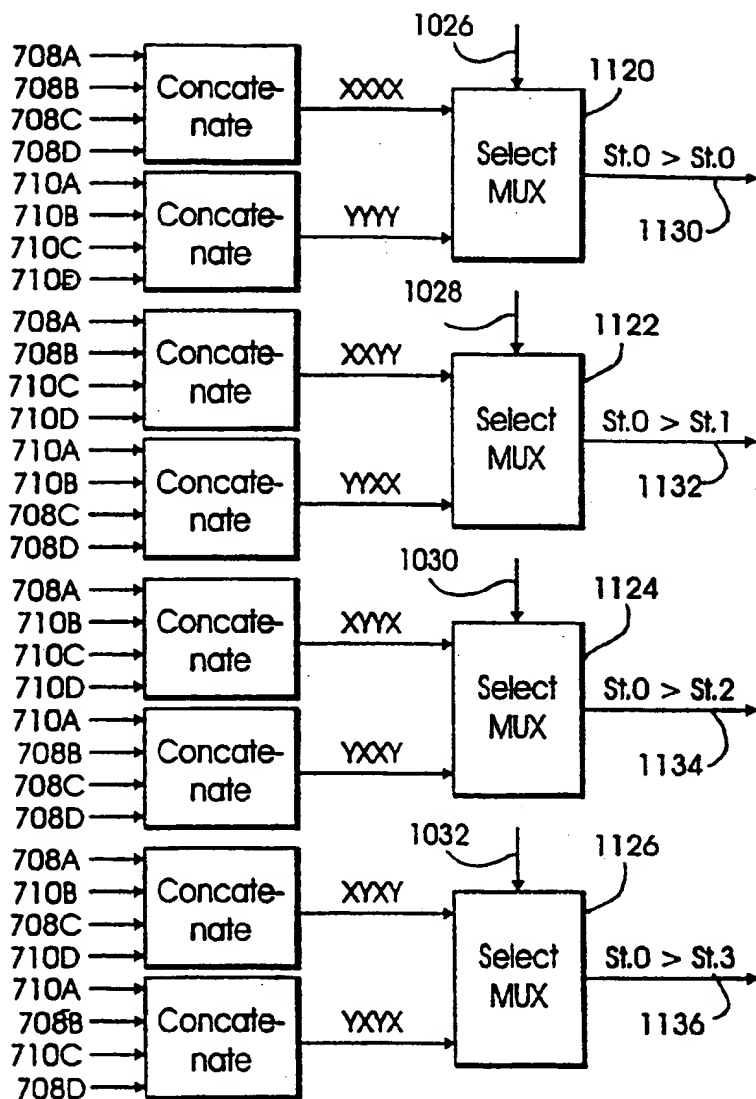 708A
708B
708C
708D
Concate-
nate
XXXX
710A
710B
710C
710D
Concate-
nate
YYYY
1026
Select
MUX
1120
St.0 > St.0
1130
708A
708B
710C
710D
Concate-
nate
XXYY
710A
710B
708C
708D
Concate-
nate
YYXX
1028
Select
MUX
1122
St.0 > St.1
1132
708A
710B
710C
710D
Concate-
nate
XYYX
710A
708B
708C
708D
Concate-
nate
YXXY
1030
Select
MUX
1124
St.0 > St.2
1134
708A
710B
708C
710D
Concate-
nate
XYXY
710A
708B
710C
708D
Concate-
nate
YXYX
1032
Select
MUX
1126
St.0 > St.3
1136